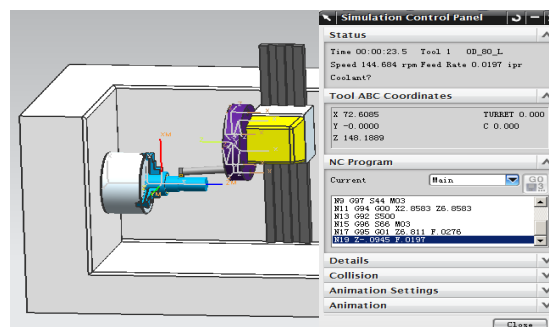 Simulation Control Panel
Status
Time 00:00:23.5 Tool 1 OD_80_L
Speed 144.684 rpm Feed Rate 0.0197 ipr
Coolant?
Tool ABC Coordinates
X 72.6085 TURRET 0.000
Y -0.0000 C 0.000
Z 148.1889
NC Program
Current Main GO
N9 G97 S44 M03
N11 G94 G00 X2.8583 Z6.8583
N13 G92 S500
N15 G96 S66 M03
N17 G95 G01 Z6.811 F.0276
N19 Z-.0945 F.0197
Details
Collision
Animation Settings
Animation
Close